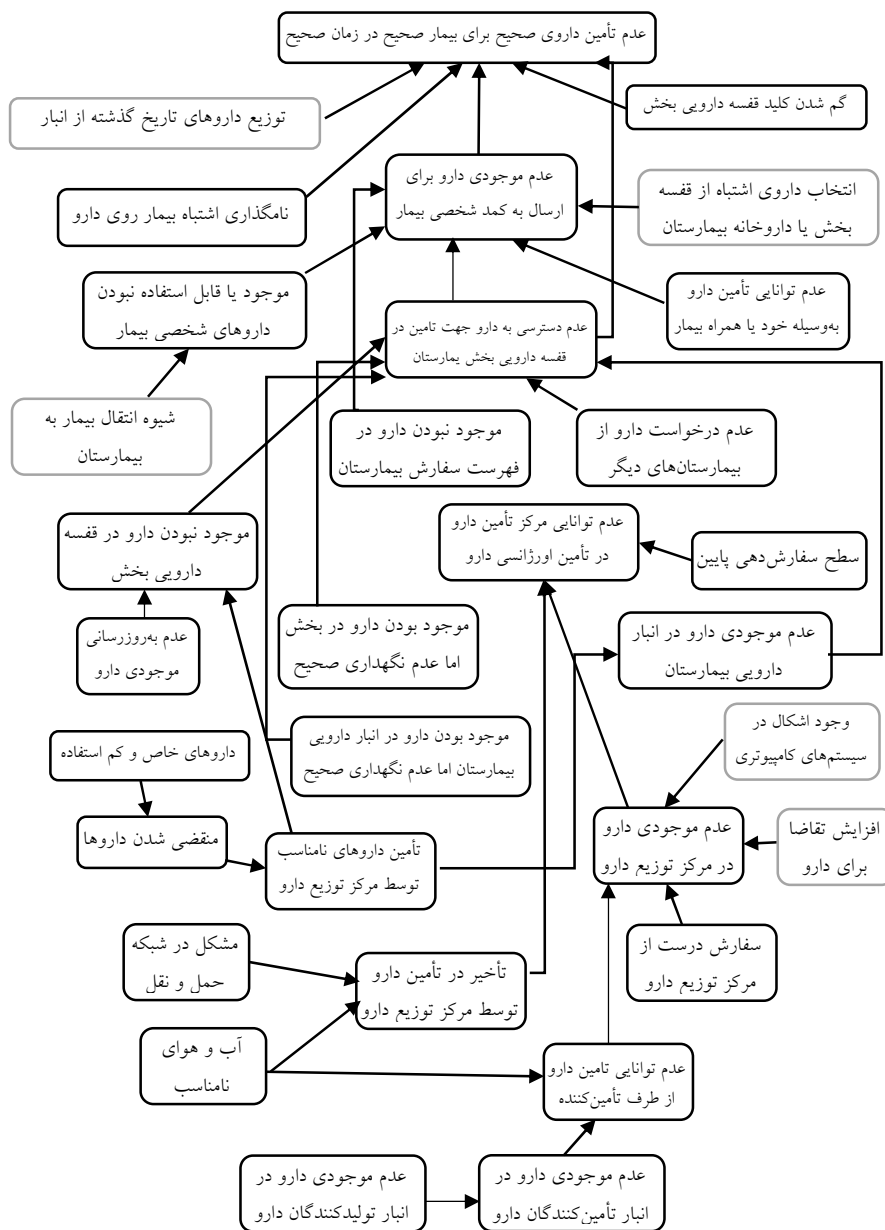 عدم تأمین داروی صحیح برای بیمار صحیح در زمان صحیح
گم شدن کلید قفسه دارویی بخش
توزیع داروهای تاریخ گذشته از انبار
عدم موجودی دارو برای
ارسال به کمد شخصی بیمار
انتخاب داروی اشتباه از قفسه
بخش یا داروخانه بیمارستان
نامگذاری اشتباه بیمار روی دارو
عدم توانایی تأمین دارو
به‌وسیله خود یا همراه بیمار
موجود یا قابل استفاده نبودن
داروهای شخصی بیمار
عدم دسترسی به دارو جهت تامین در
قفسه دارویی بخش یمارستان
شیوه انتقال بیمار به
بیمارستان
عدم درخواست دارو از
بیمارستان‌های دیگر
موجود نبودن دارو در
فهرست سفارش بیمارستان
عدم توانایی مرکز تأمین دارو
در تأمین اورژانسی دارو
موجود نبودن دارو در قفسه
دارویی بخش
سطح سفارش‌دهی پایین
عدم به‌روزرسانی
موجودی دارو
موجود بودن دارو در بخش
اما عدم نگهداری صحیح
عدم موجودی دارو در انبار
دارویی بیمارستان
وجود اشکال در
سیستم‌های کامپیوتری
موجود بودن دارو در انبار دارویی
بیمارستان اما عدم نگهداری صحیح
داروهای خاص و کم استفاده
منقضی شدن داروها
تأمین داروهای نامناسب
توسط مرکز توزیع دارو
عدم موجودی دارو
در مرکز توزیع دارو
افزایش تقاضا
برای دارو
سفارش درست از
مرکز توزیع دارو
مشکل در شبکه
حمل و نقل
تأخیر در تأمین دارو
توسط مرکز توزیع دارو
آب و هوای
نامناسب
عدم توانایی تامین دارو
از طرف تأمین‌کننده
عدم موجودی دارو در
انبار تأمین‌کنندگان دارو
عدم موجودی دارو در
انبار تولیدکنندگان دارو